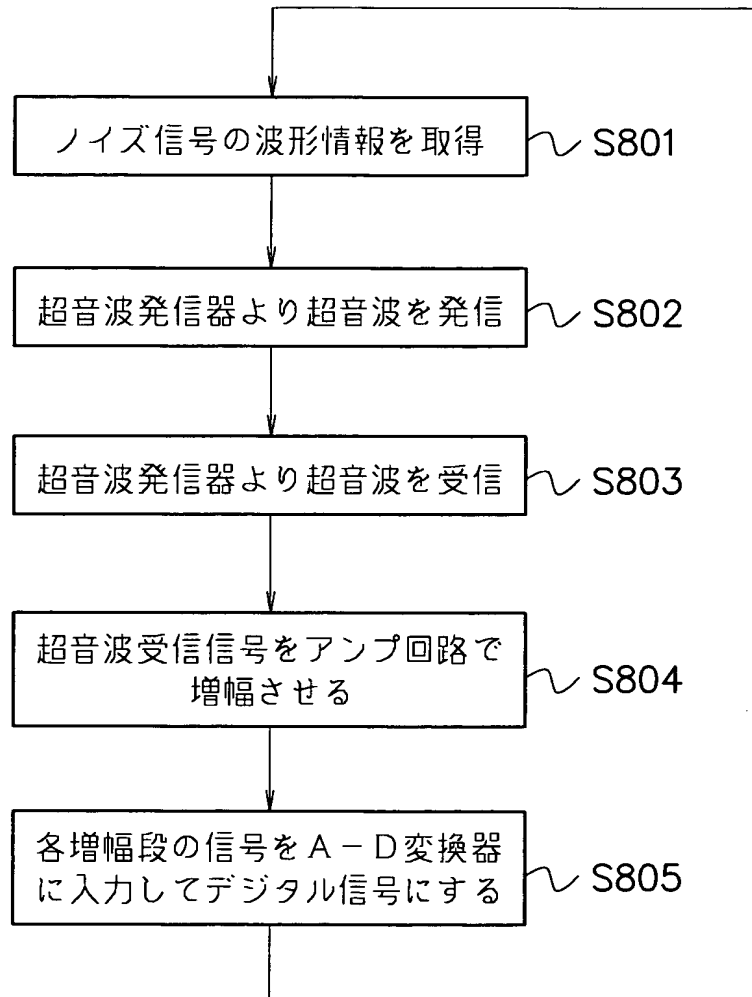 ノイズ信号の波形情報を取得
S801
超音波発信器より超音波を発信
S802
超音波発信器より超音波を受信
S803
超音波受信信号をアンプ回路で
増幅させる
S804
各増幅段の信号をA－D変換器
に入力してデジタル信号にする
S805